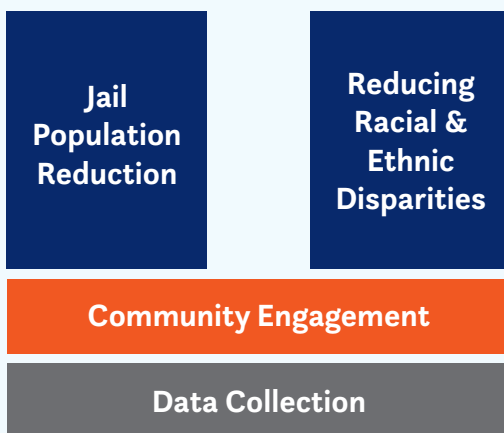 Jail
Population
Reduction
Reducing
Racial &
Ethnic
Disparities
Community Engagement
Data Collection